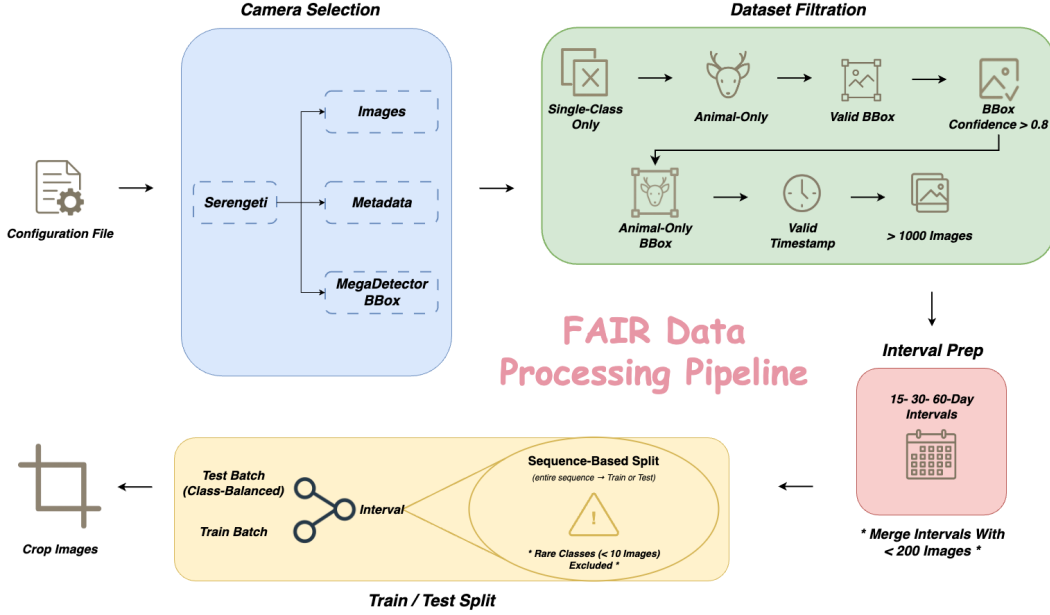 Camera Selection
Dataset Filtration
Configuration File
Serengeti
Images
Metadata
MegaDetector
BBox
Single-Class
Only
Animal-Only
Valid BBox
BBox
Confidence > 0.8
Animal-Only
BBox
Valid
Timestamp
> 1000 Images
FAIR Data
Processing Pipeline
Interval Prep
15- 30- 60-Day
Intervals
* Merge Intervals With
< 200 Images *
Sequence-Based Split
(entire sequence → Train or Test)
!
* Rare Classes (< 10 Images)
Excluded *
Interval
Test Batch
(Class-Balanced)
Train Batch
Train / Test Split
Crop Images